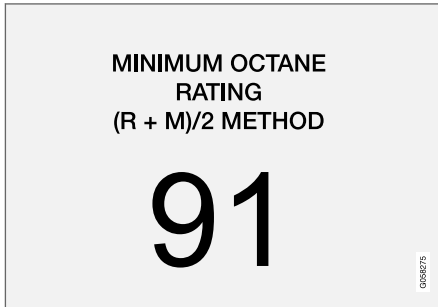 MINIMUM OCTANE
RATING
(R + M)/2 METHOD
91
G058275